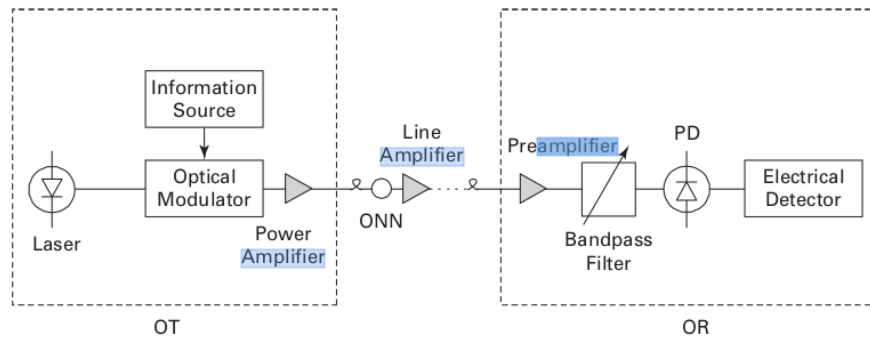 Information
Source
Optical
Modulator
Laser
Power
Amplifier
ONN
Line
Amplifier
Preamplifier
Bandpass
Filter
PD
Electrical
Detector
OT
OR